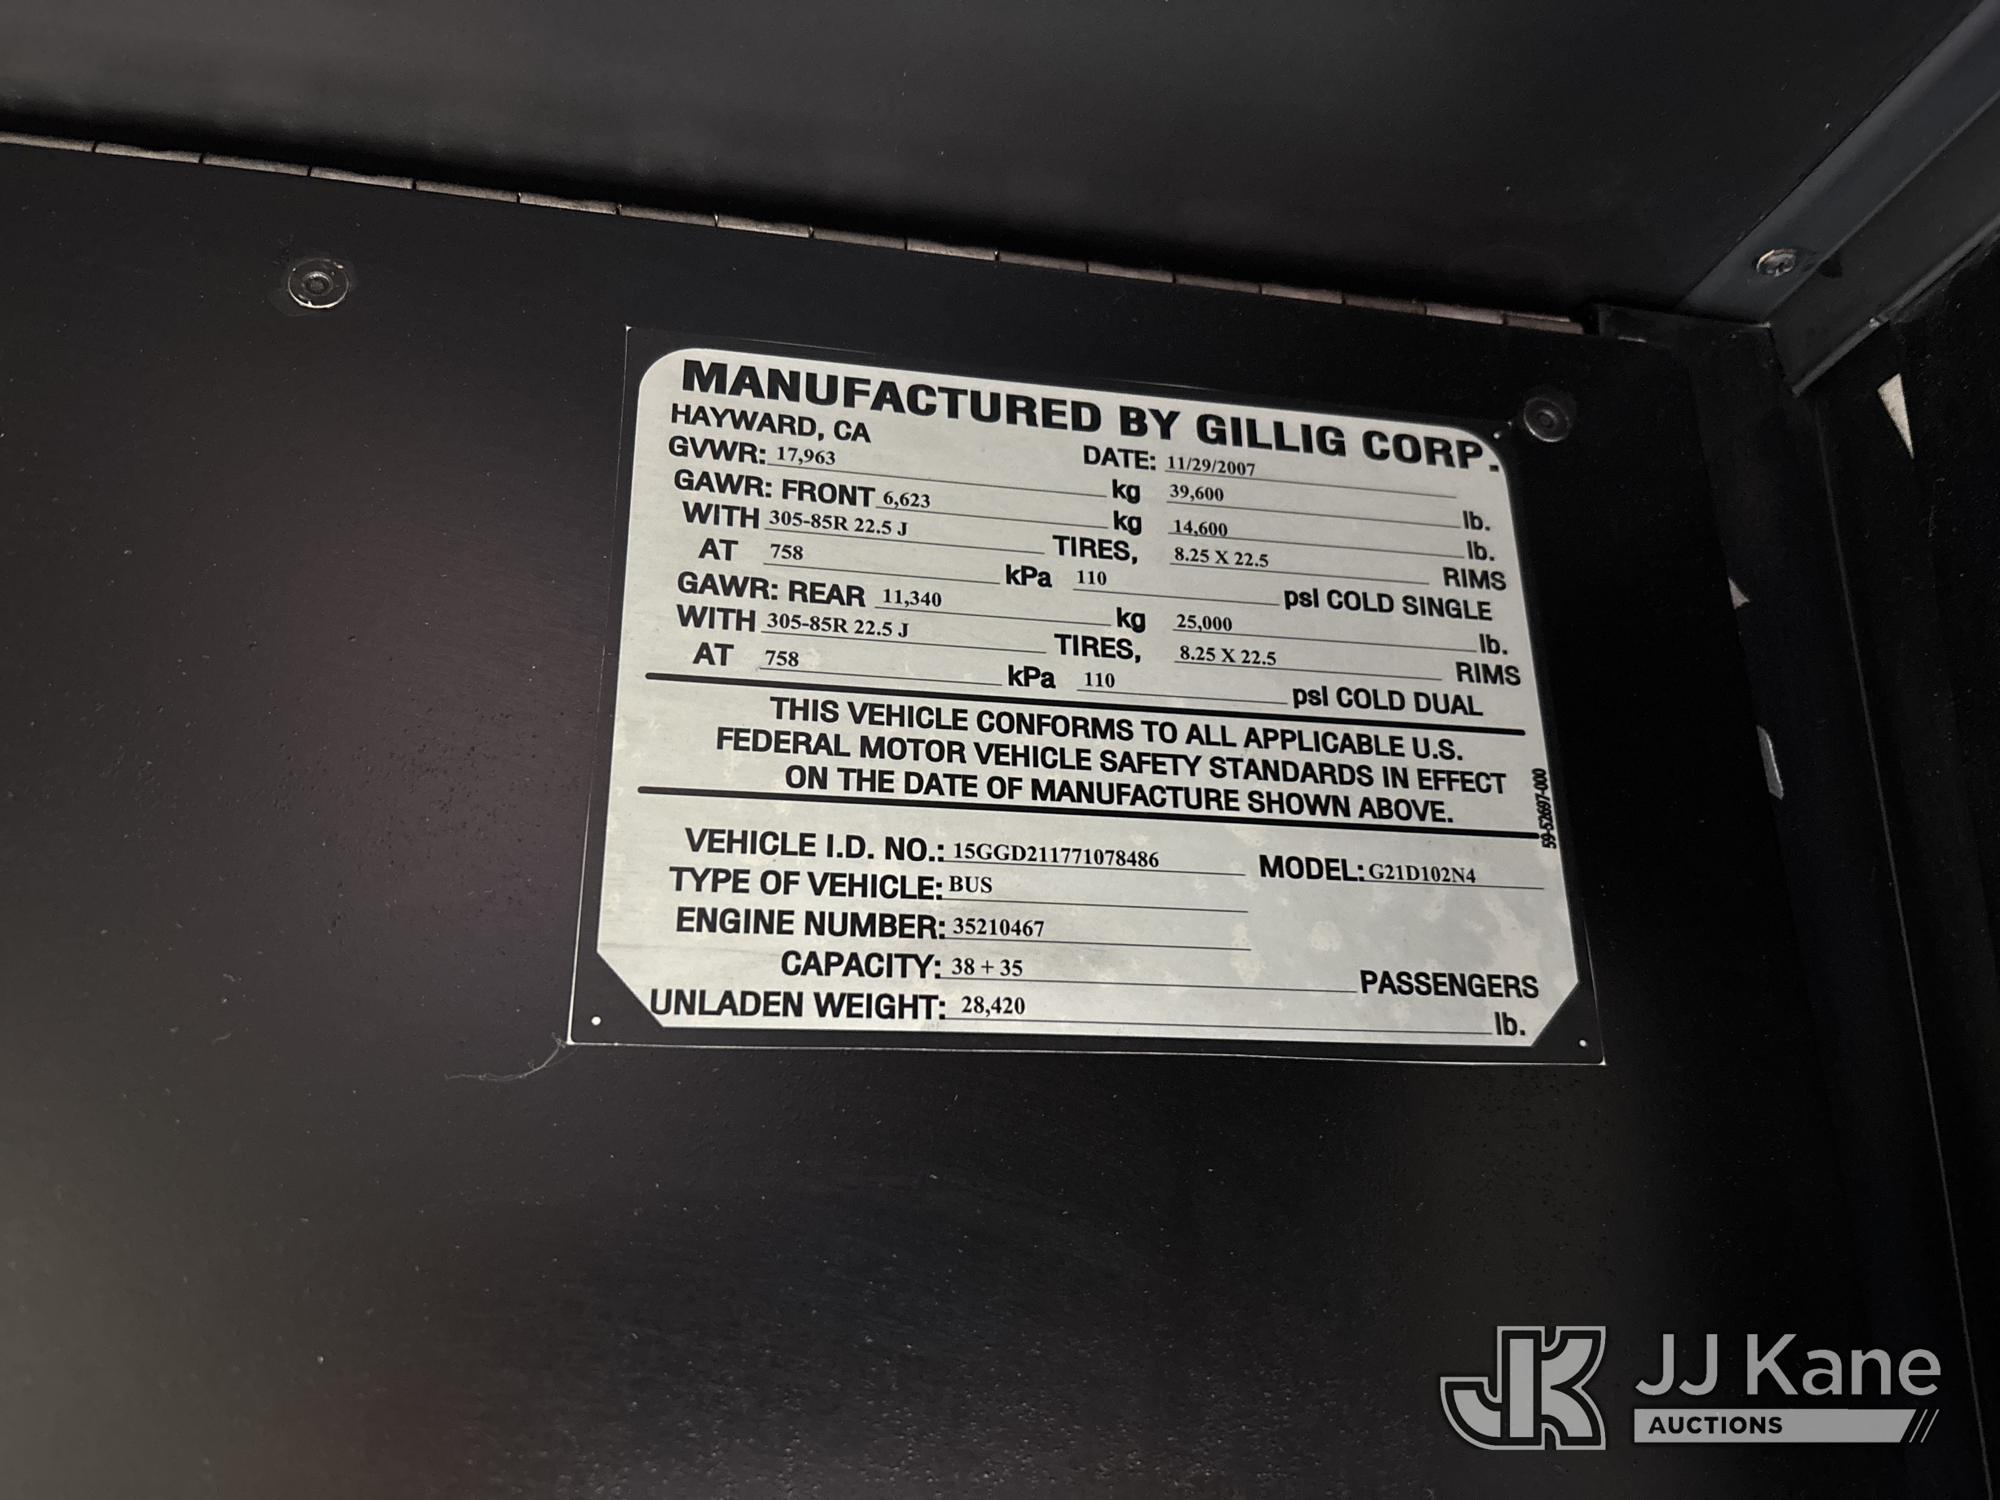 MANUFACTURED BY GILLIG CORP.
HAYWARD, CA DATE: 11/29/2007
GVWR: 17,963 kg 39,600 lb.
GAWR: FRONT 6,623 kg 14,600 lb.
WITH 305-85R 22.5 J TIRES, 8.25 X 22.5 RIMS
AT 758 kPa 110 psI COLD SINGLE
GAWR: REAR 11,340 kg 25,000 lb.
WITH 305-85R 22.5 J TIRES, 8.25 X 22.5 RIMS
AT 758 kPa 110 psI COLD DUAL
THIS VEHICLE CONFORMS TO ALL APPLICABLE U.S.
FEDERAL MOTOR VEHICLE SAFETY STANDARDS IN EFFECT
ON THE DATE OF MANUFACTURE SHOWN ABOVE.
59-52697-000
VEHICLE I.D. NO.: 15GGD211771078486 MODEL: G21D102N4
TYPE OF VEHICLE: BUS
ENGINE NUMBER: 35210467
CAPACITY: 38 + 35 PASSENGERS
UNLADEN WEIGHT: 28,420 lb.
JK JJ Kane
AUCTIONS